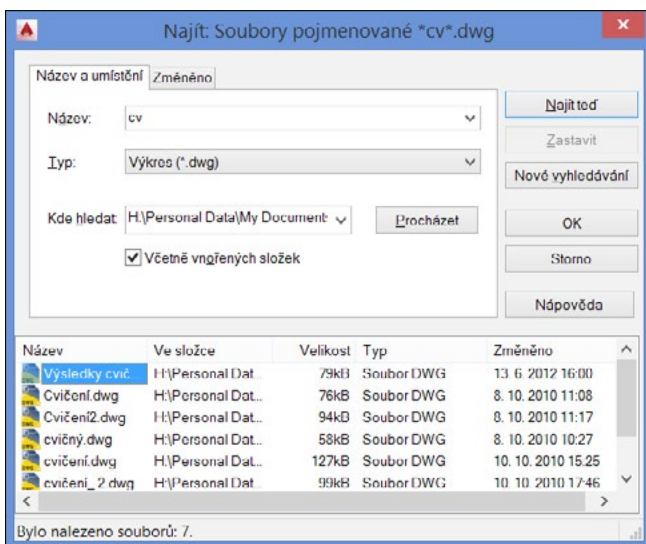 Najít: Soubory pojmenované *cv*.dwg
Název a umístění Změněno
Název: cv
Typ: Výkres (*.dwg)
Kde hledat H:\Personal Data\My Document Procházet
Včetně vnořených složek
Najít teď
Zastavit
Nové vyhledávání
OK
Storno
Nápověda
Název Ve složce Velikost Typ Změněno
Výsledky cvič... H:\Personal Dat... 79kB Soubor DWG 13. 6. 2012 16:00
Cvičení.dwg H:\Personal Dat... 76kB Soubor DWG 8. 10. 2010 11:08
Cvičení2.dwg H:\Personal Dat... 94kB Soubor DWG 8. 10. 2010 11:17
cvičný.dwg H:\Personal Dat... 58kB Soubor DWG 8. 10. 2010 10:27
cvičení.dwg H:\Personal Dat... 127kB Soubor DWG 10. 10. 2010 15:25
cvičení_2.dwg H:\Personal Dat... 99kB Soubor DWG 10. 10. 2010 17:46
Bylo nalezeno souborů: 7.